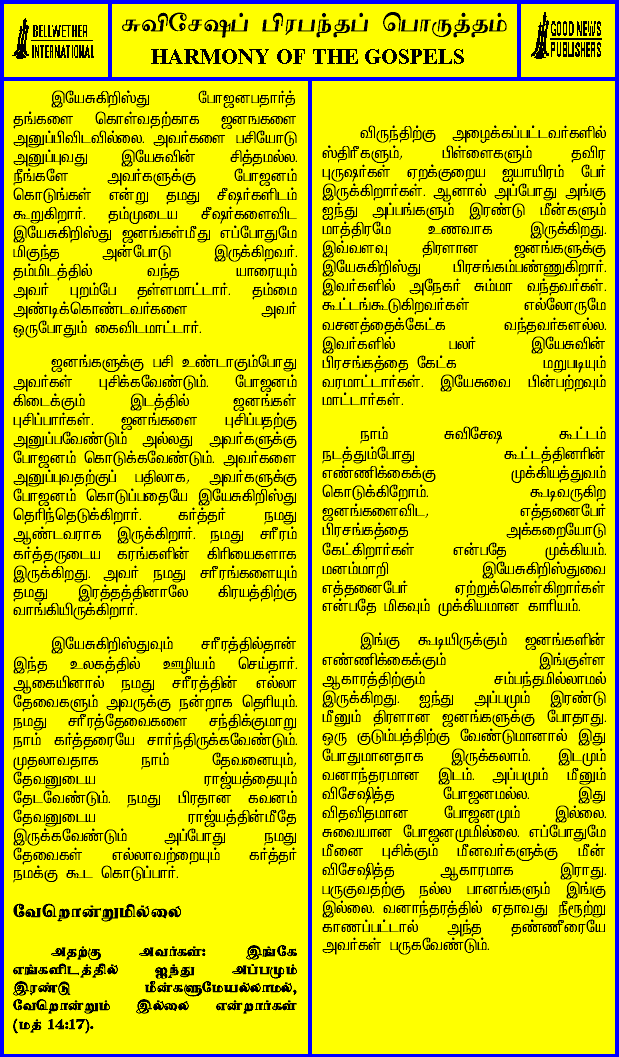 BELLWETHER
INTERNATIONAL
சுவிசேஷப் பிரபந்தப் பொருத்தம்
HARMONY OF THE GOSPELS
GOOD NEWS
PUBLISHERS
இயேசுகிறிஸ்து போஜனபதார்த்
தங்களை கொள்வதற்காக ஜனஙகளை
அனுப்பிவிடவில்லை. அவர்களை பசியோடு
அனுப்புவது இயேசுவின் சித்தமல்ல.
நீங்களே அவர்களுக்கு போஜனம்
கொடுங்கள் என்று தமது சீஷர்களிடம்
கூறுகிறார். தம்முடைய சீஷர்களைவிட
இயேசுகிறிஸ்து ஜனங்கள்மீது எப்போதுமே
மிகுந்த அன்போடு இருக்கிறவர்.
தம்மிடத்தில் வந்த யாரையும்
அவர் புறம்பே தள்ளமாட்டார். தம்மை
அண்டிக்கொண்டவர்களை அவர்
ஒருபோதும் கைவிடமாட்டார்.
ஜனங்களுக்கு பசி உண்டாகும்போது
அவர்கள் புசிக்கவேண்டும். போஜனம்
கிடைக்கும் இடத்தில் ஜனங்கள்
புசிப்பார்கள். ஜனங்களை புசிப்பதற்கு
அனுப்பவேண்டும் அல்லது அவர்களுக்கு
போஜனம் கொடுக்கவேண்டும். அவர்களை
அனுப்புவதற்குப் பதிலாக, அவர்களுக்கு
போஜனம் கொடுப்பதையே இயேசுகிறிஸ்து
தெரிந்தெடுக்கிறார். கர்த்தர் நமது
ஆண்டவராக இருக்கிறார். நமது சரீரம்
கர்த்தருடைய கரங்களின் கிரியைகளாக
இருக்கிறது. அவர் நமது சரீரங்களையும்
தமது இரத்தத்தினாலே கிரயத்திற்கு
வாங்கியிருக்கிறார்.
இயேசுகிறிஸ்துவும் சரீரத்தில்தான்
இந்த உலகத்தில் ஊழியம் செய்தார்.
ஆகையினால் நமது சரீரத்தின் எல்லா
தேவைகளும் அவருக்கு நன்றாக தெரியும்.
நமது சரீரத்தேவைகளை சந்திக்குமாறு
நாம் கர்த்தரையே சார்ந்திருக்கவேண்டும்.
முதலாவதாக நாம் தேவனையும்,
தேவனுடைய ராஜ்யத்தையும்
தேடவேண்டும். நமது பிரதான கவனம்
தேவனுடைய ராஜ்யத்தின்மீதே
இருக்கவேண்டும் அப்போது நமது
தேவைகள் எல்லாவற்றையும் கர்த்தர்
நமக்கு கூட கொடுப்பார்.
வேறொன்றுமில்லை
அதற்கு அவர்கள்: இங்கே
எங்களிடத்தில் ஐந்து அப்பமும்
இரண்டு மீன்களுமேயல்லாமல்,
வேறொன்றும் இல்லை என்றார்கள்
(மத் 14:17).
விருந்திற்கு அழைக்கப்பட்டவர்களில்
ஸ்திரீகளும், பிள்ளைகளும் தவிர
புருஷர்கள் ஏறக்குறைய ஐயாயிரம் பேர்
இருக்கிறார்கள். ஆனால் அப்போது அங்கு
ஐந்து அப்பங்களும் இரண்டு மீன்களும்
மாத்திரமே உணவாக இருக்கிறது.
இவ்வளவு திரளான ஜனங்களுக்கு
இயேசுகிறிஸ்து பிரசங்கம்பண்ணுகிறார்.
இவர்களில் அநேகர் சும்மா வந்தவர்கள்.
கூட்டங்கூடுகிறவர்கள் எல்லோருமே
வசனத்தைக்கேட்க வந்தவர்களல்ல.
இவர்களில் பலர் இயேசுவின்
பிரசங்கத்தை கேட்க மறுபடியும்
வரமாட்டார்கள். இயேசுவை பின்பற்றவும்
மாட்டார்கள்.
நாம் சுவிசேஷ கூட்டம்
நடத்தும்போது கூட்டத்தினரின்
எண்ணிக்கைக்கு முக்கியத்துவம்
கொடுக்கிறோம். கூடிவருகிற
ஜனங்களைவிட, எத்தனைபேர்
பிரசங்கத்தை அக்கறையோடு
கேட்கிறார்கள் என்பதே முக்கியம்.
மனம்மாறி இயேசுகிறிஸ்துவை
எத்தனைபேர் ஏற்றுக்கொள்கிறார்கள்
என்பதே மிகவும் முக்கியமான காரியம்.
இங்கு கூடியிருக்கும் ஜனங்களின்
எண்ணிக்கைக்கும் இங்குள்ள
ஆகாரத்திற்கும் சம்பந்தமில்லாமல்
இருக்கிறது. ஐந்து அப்பமும் இரண்டு
மீனும் திரளான ஜனங்களுக்கு போதாது.
ஒரு குடும்பத்திற்கு வேண்டுமானால் இது
போதுமானதாக இருக்கலாம். இடமும்
வனாந்தரமான இடம். அப்பமும் மீனும்
விசேஷித்த போஜனமல்ல. இது
விதவிதமான போஜனமும் இல்லை.
சுவையான போஜனமுமில்லை. எப்போதுமே
மீனை புசிக்கும் மீனவர்களுக்கு மீன்
விசேஷித்த ஆகாரமாக இராது.
பருகுவதற்கு நல்ல பானங்களும் இங்கு
இல்லை. வனாந்தரத்தில் ஏதாவது நீரூற்று
காணப்பட்டால் அந்த தண்ணீரையே
அவர்கள் பருகவேண்டும்.